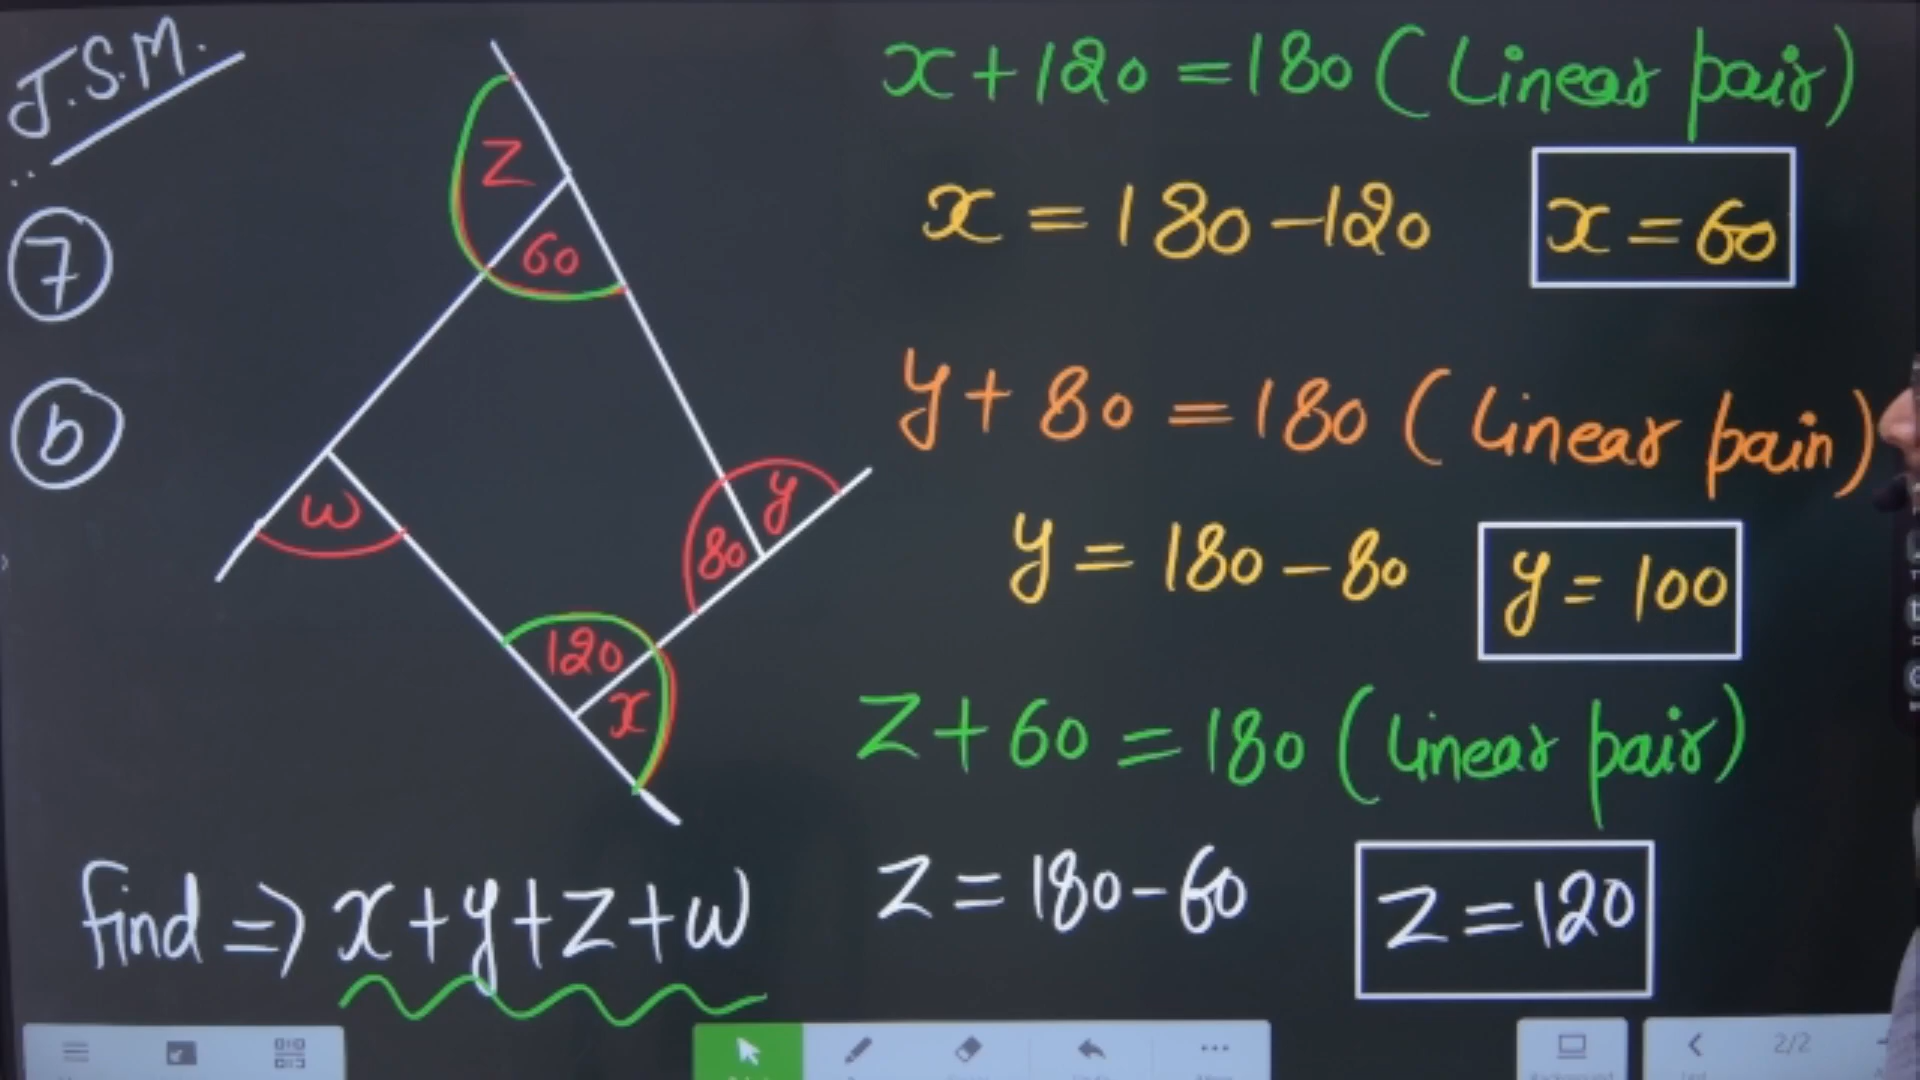 J.S.M.
7
b
z
60
w
80 y
120
x
find => x+y+z+w
x+120 =180 (Linear pair)
x = 180-120 x = 60
y+ 80 = 180 (Linear pain)
y = 180-80 y = 100
z+60 = 180 (Linear pair)
z = 180-60 z = 120
2/2